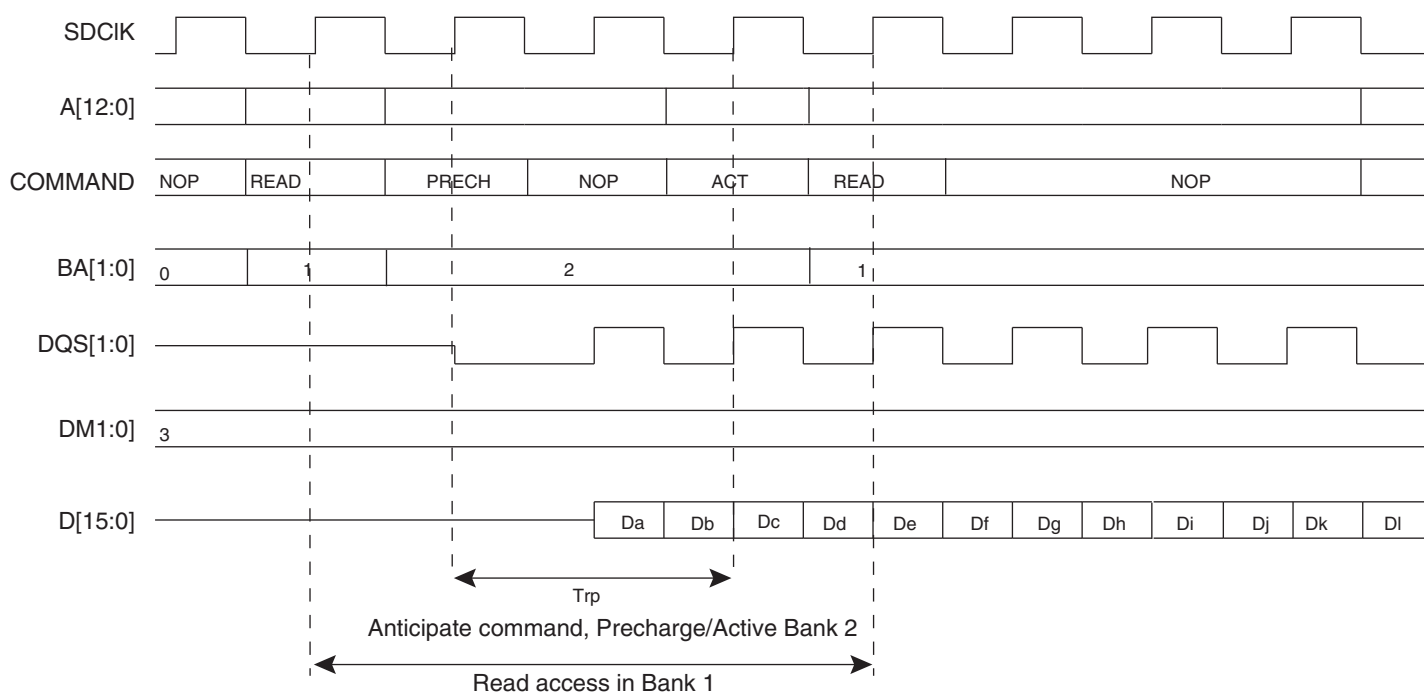 SDClK
A[12:0]
COMMAND NOP READ PRECH NOP ACT READ NOP
BA[1:0] 0 1 2 1
DQS[1:0]
DM1:0] 3
D[15:0] Da Db Dc Dd De Df Dg Dh Di Dj Dk Dl
Trp
Anticipate command, Precharge/Active Bank 2
Read access in Bank 1